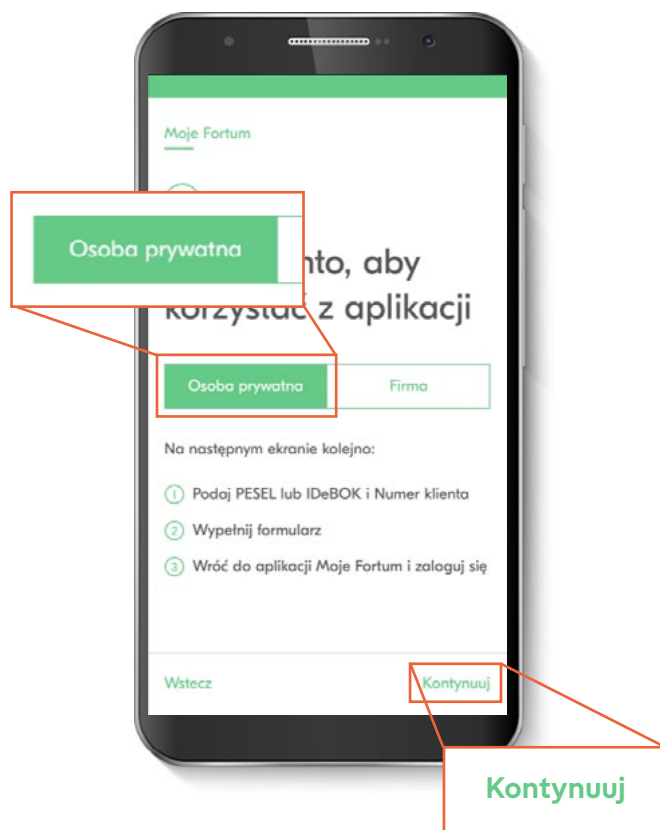 Moje Fortum
Osoba prywatna
nto, aby
korzystać z aplikacji
Osoba prywatna
Firma
Na następnym ekranie kolejno:
1 Podaj PESEL lub IDeBOK i Numer klienta
2 Wypełnij formularz
3 Wróć do aplikacji Moje Fortum i zaloguj się
Wstecz
Kontynuuj
Kontynuuj